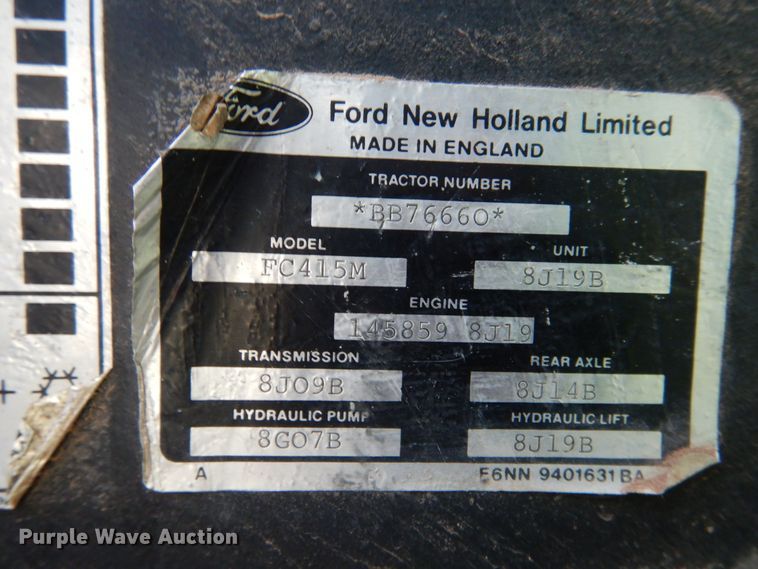 Ford
Ford New Holland Limited
MADE IN ENGLAND
TRACTOR NUMBER
*BB76660*
MODEL
UNIT
FC415M
8J19B
ENGINE
145859 8J19
TRANSMISSION
REAR AXLE
8J09B
8J14B
HYDRAULIC PUMP
HYDRAULIC LIFT
8G07B
8J19B
A
E6NN 9401631BA
Purple Wave Auction